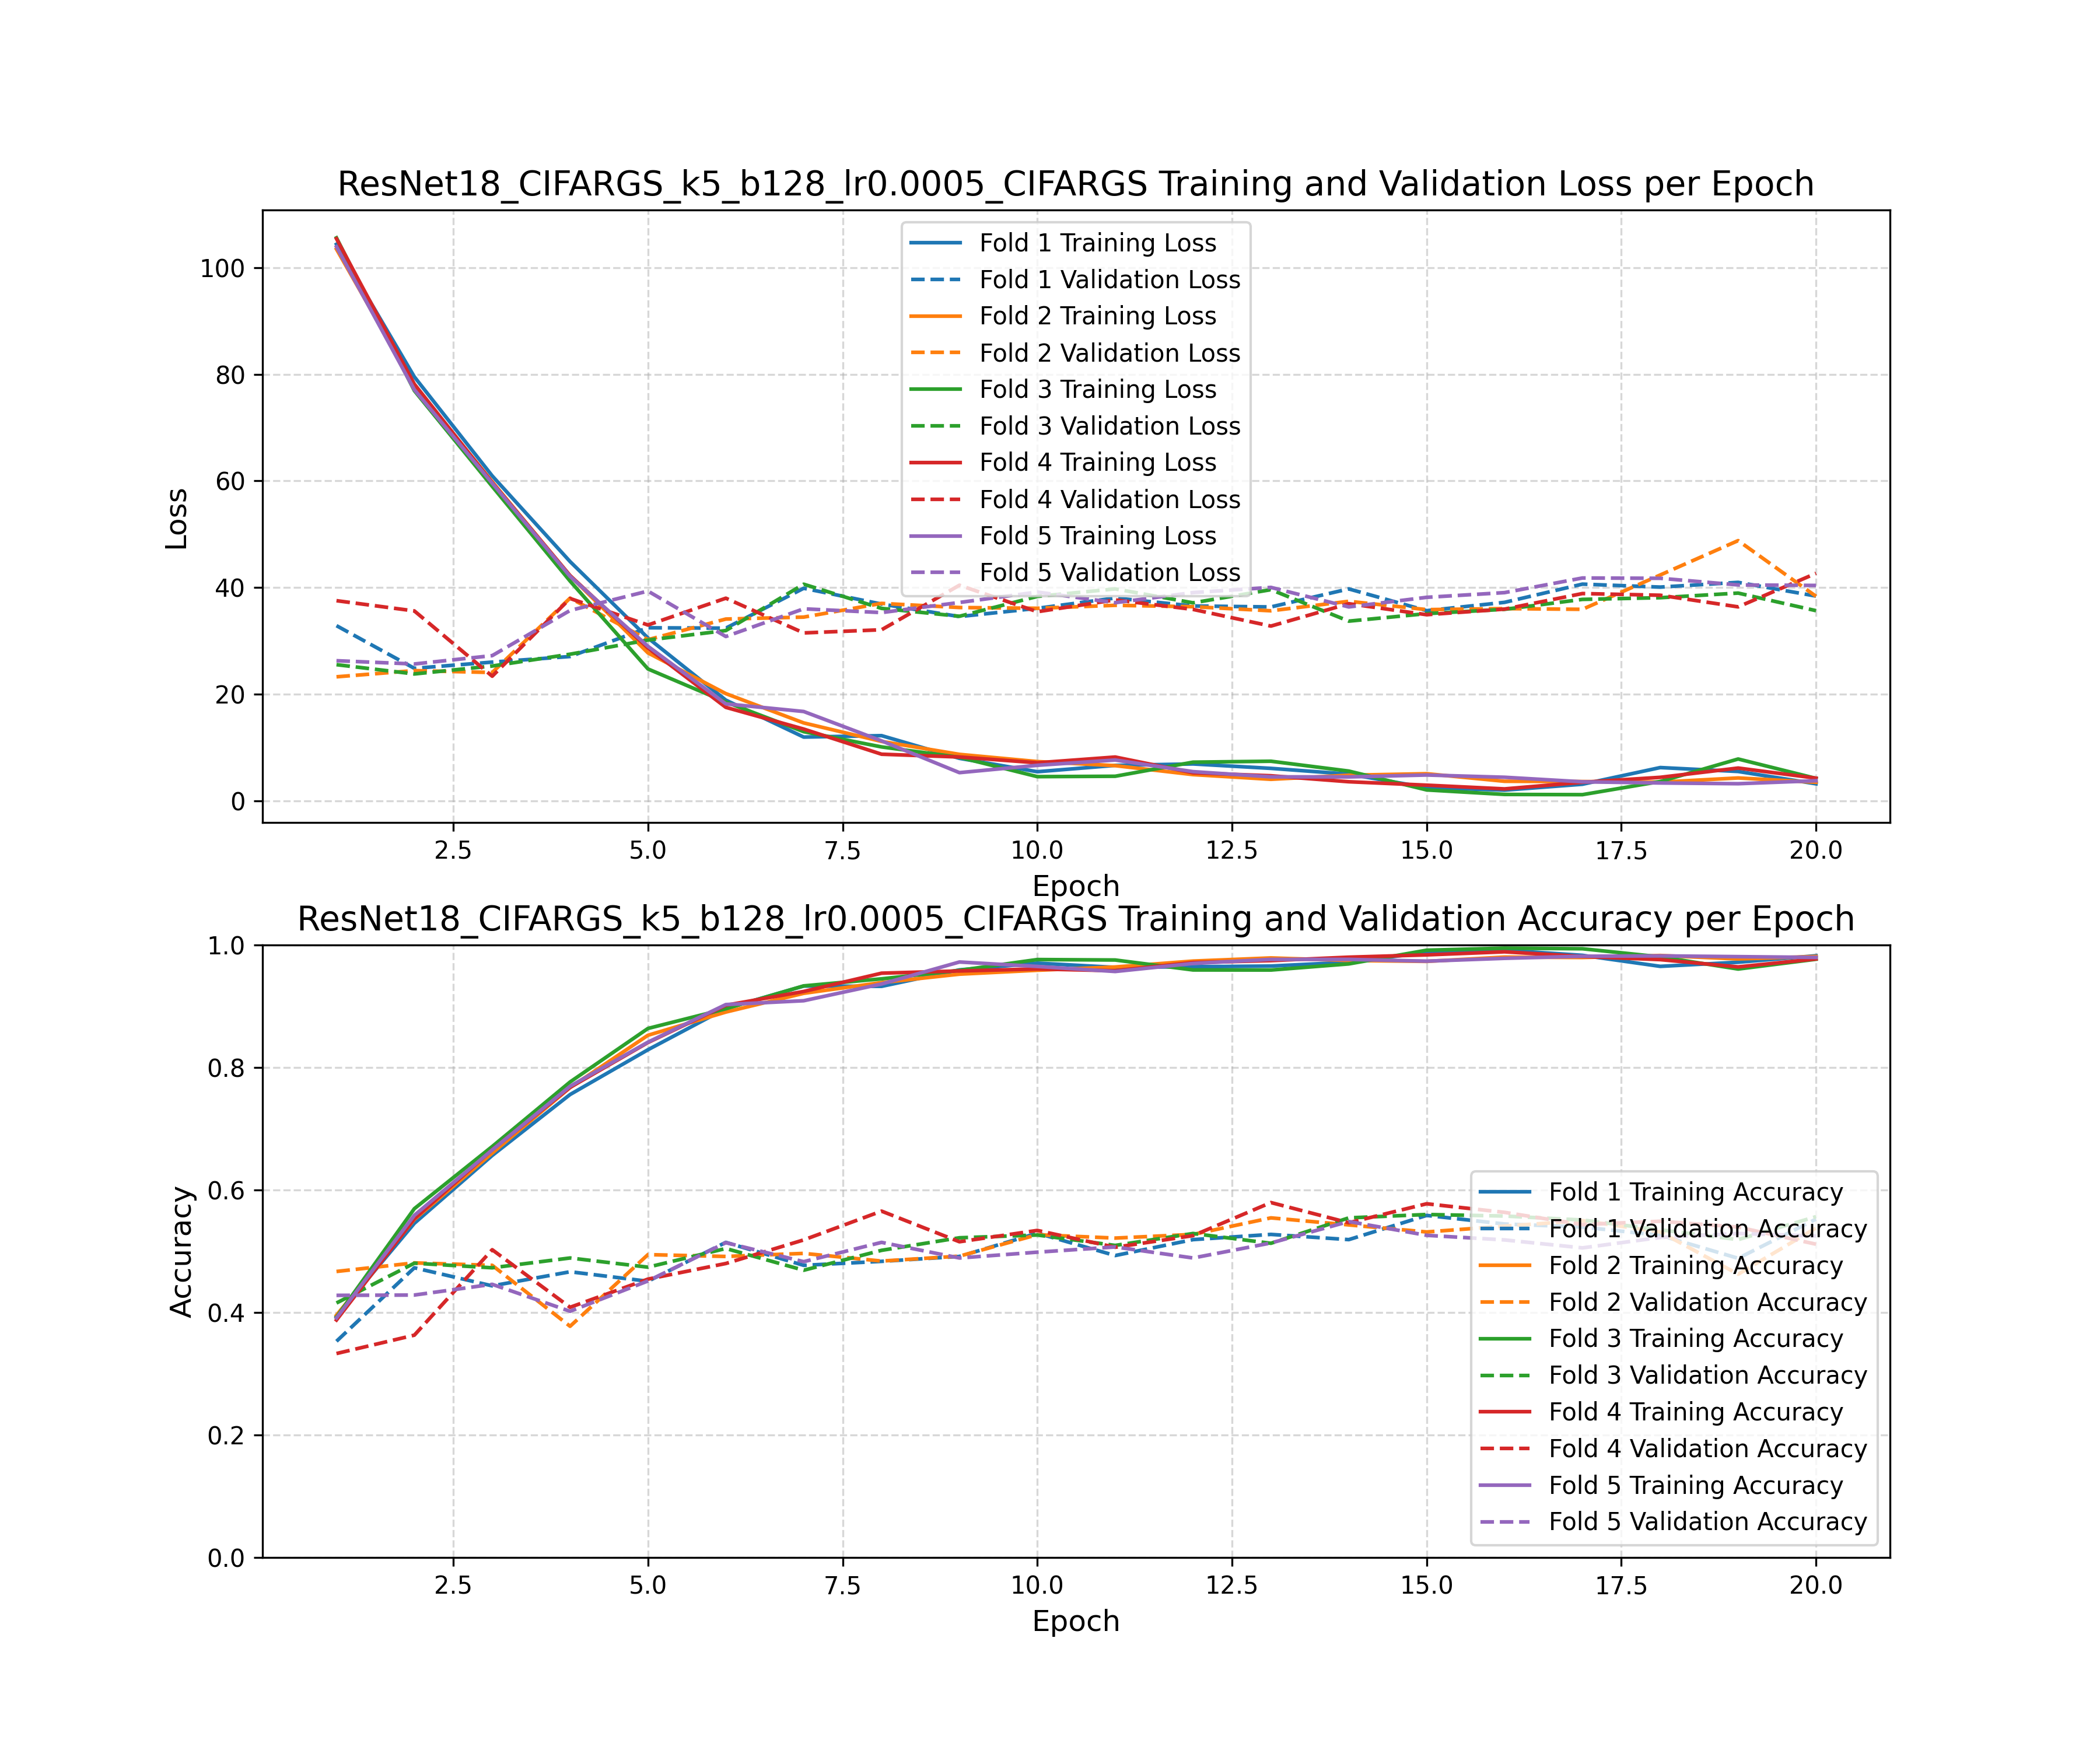 ResNet18_CIFARGS_k5_b128_lr0.0005_CIFARGS Training and Validation Loss per Epoch
Loss
100
80
60
40
20
0
Fold 1 Training Loss
Fold 1 Validation Loss
Fold 2 Training Loss
Fold 2 Validation Loss
Fold 3 Training Loss
Fold 3 Validation Loss
Fold 4 Training Loss
Fold 4 Validation Loss
Fold 5 Training Loss
Fold 5 Validation Loss
2.5 5.0 7.5 10.0 12.5 15.0 17.5 20.0
Epoch
ResNet18_CIFARGS_k5_b128_lr0.0005_CIFARGS Training and Validation Accuracy per Epoch
Accuracy
1.0
0.8
0.6
0.4
0.2
0.0
Fold 1 Training Accuracy
Fold 1 Validation Accuracy
Fold 2 Training Accuracy
Fold 2 Validation Accuracy
Fold 3 Training Accuracy
Fold 3 Validation Accuracy
Fold 4 Training Accuracy
Fold 4 Validation Accuracy
Fold 5 Training Accuracy
Fold 5 Validation Accuracy
2.5 5.0 7.5 10.0 12.5 15.0 17.5 20.0
Epoch